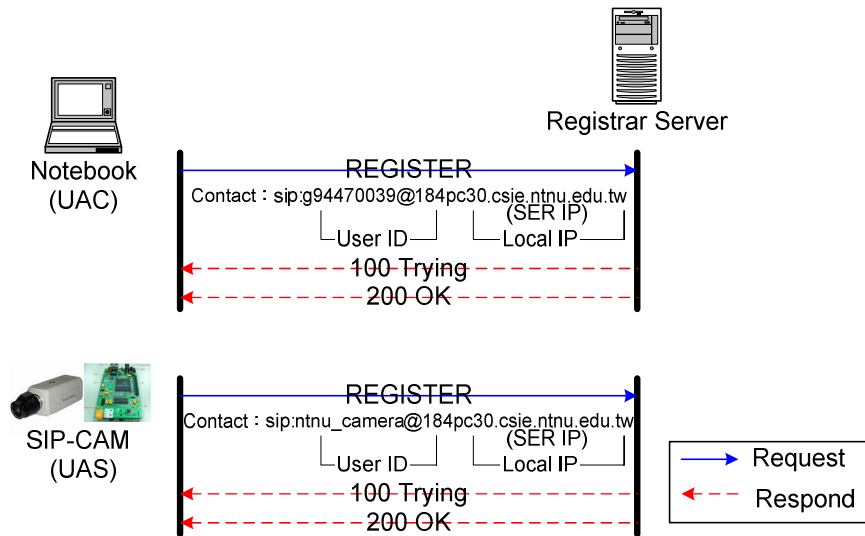 Registrar Server
Notebook
(UAC)
REGISTER
Contact：sip:g94470039@184pc30.csie.ntnu.edu.tw
(SER IP)
User ID
Local IP
100 Trying
200 OK
SIP-CAM
(UAS)
REGISTER
Contact：sip:ntnu_camera@184pc30.csie.ntnu.edu.tw
(SER IP)
User ID
Local IP
100 Trying
200 OK
Request
Respond